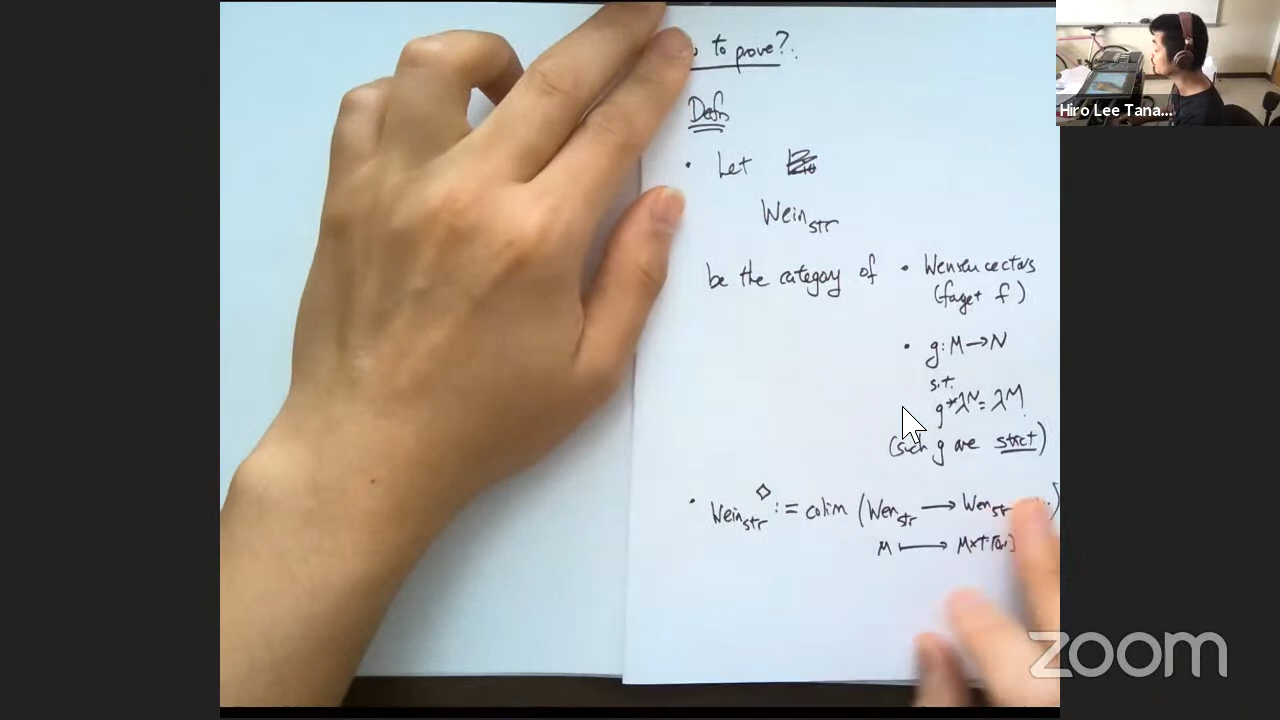 to prove?
Defn
• Let
Wein_str
be the category of • Wein sectors
(forget f)
• g: M → N
s.t.
g*λ^N = λ^M.
(such g are strict)
• Wein_str^◇ := colim (Wein_str → Wein_str
M ↦ M×T*[0,1]
Hiro Lee Tana...
zoom